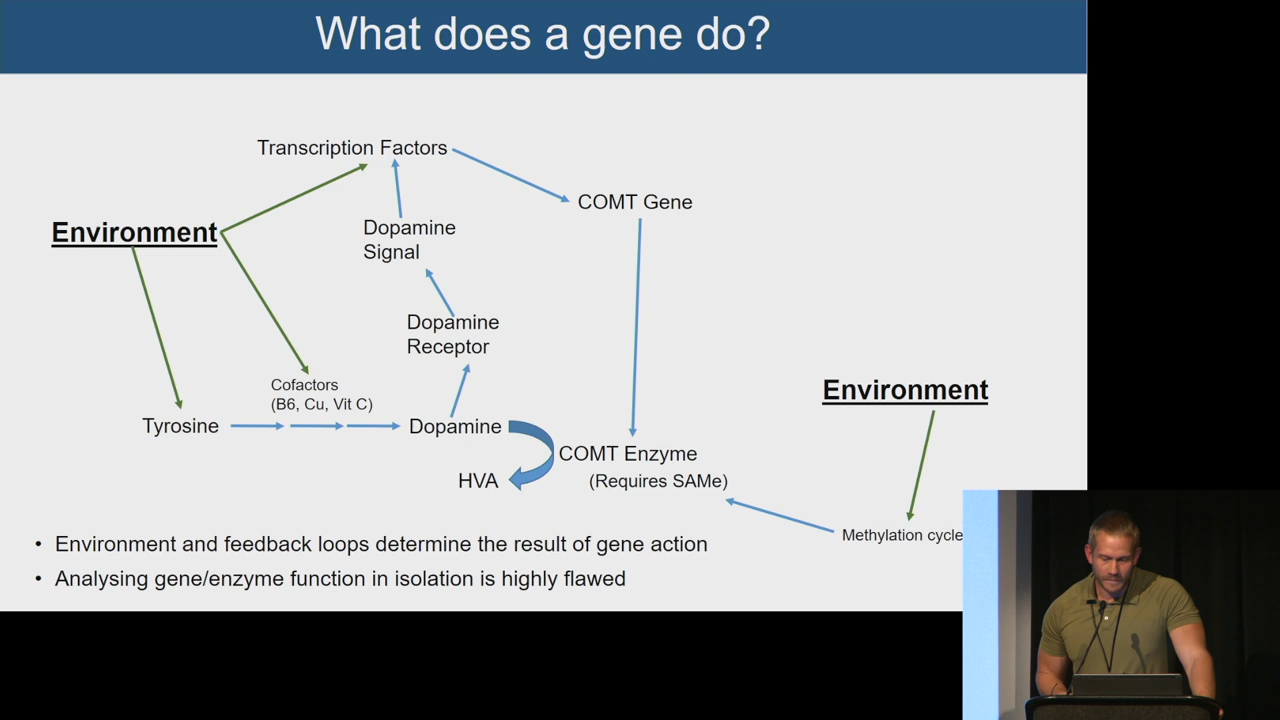 What does a gene do?
Transcription Factors
COMT Gene
Environment
Dopamine
Signal
Dopamine
Receptor
Cofactors
(B6, Cu, Vit C)
Environment
Tyrosine
Dopamine
COMT Enzyme
HVA
(Requires SAMe)
Methylation cycle
• Environment and feedback loops determine the result of gene action
• Analysing gene/enzyme function in isolation is highly flawed